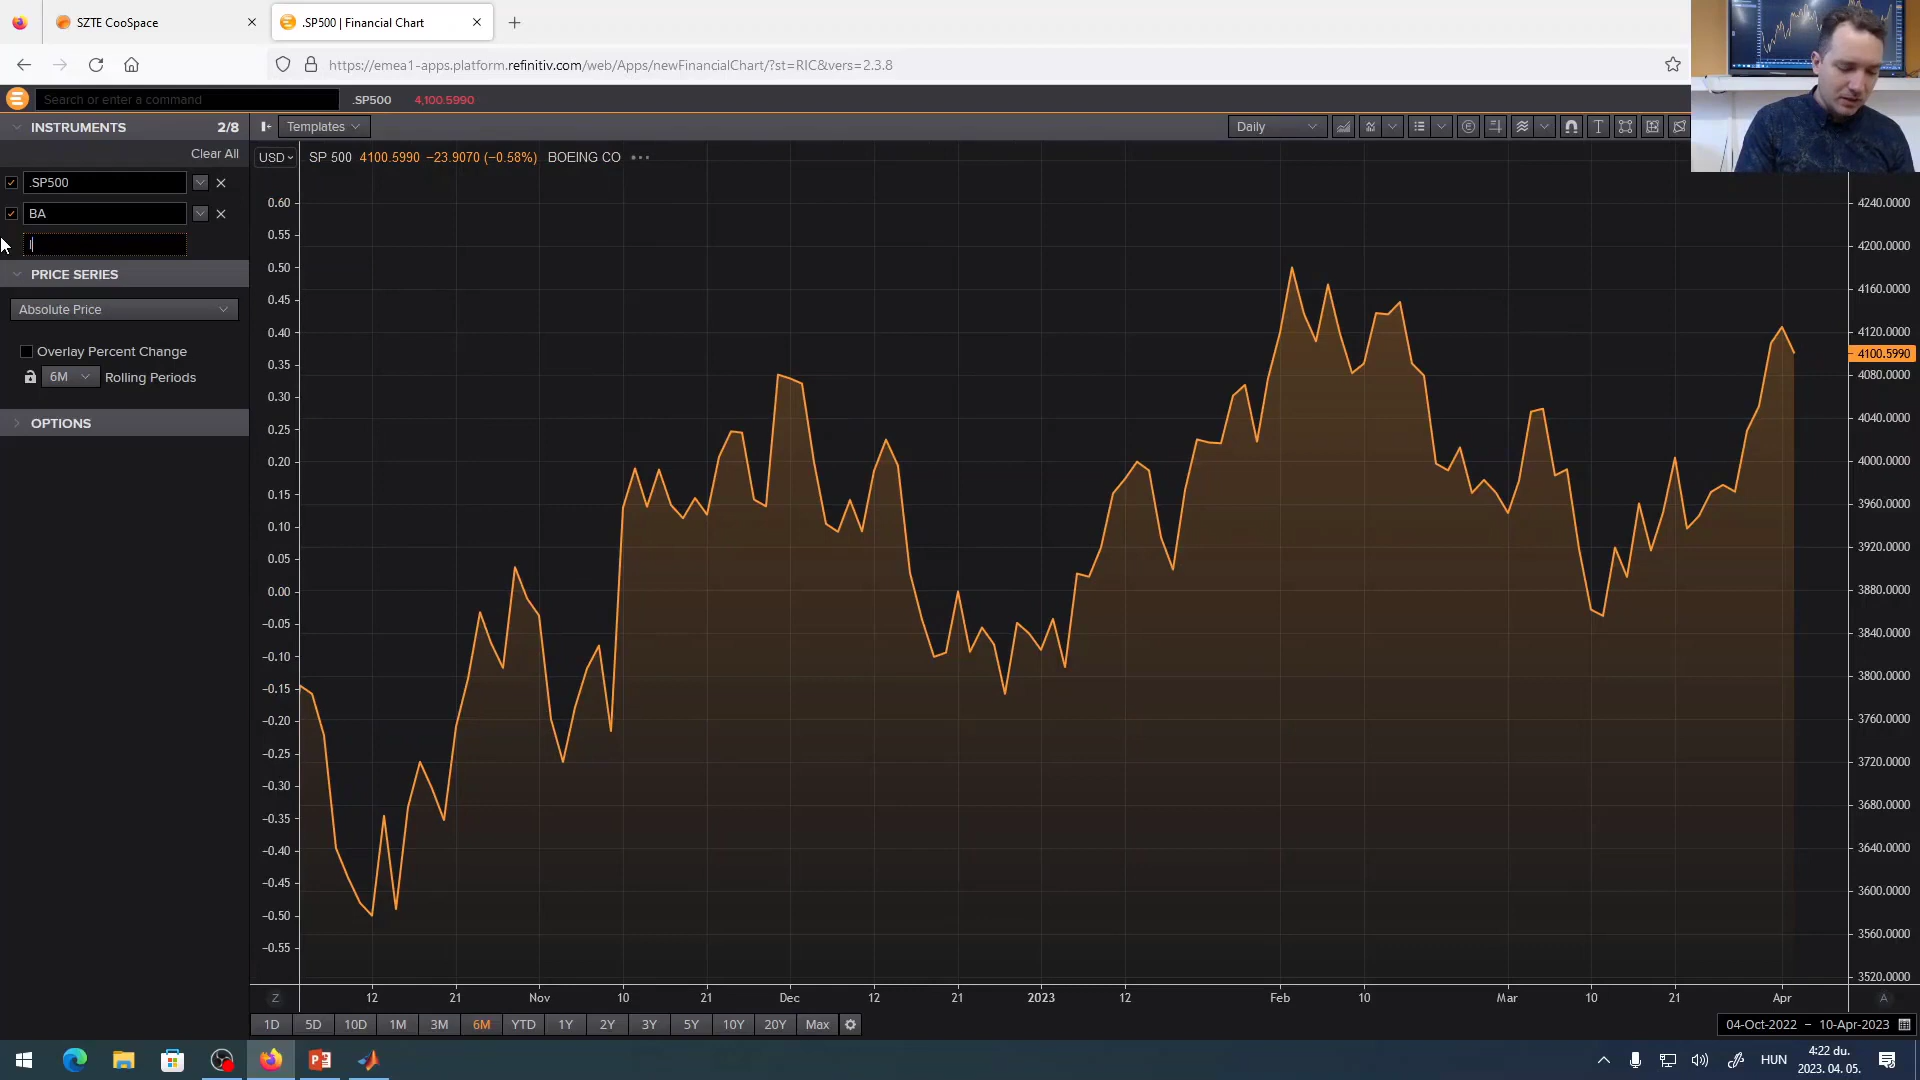 SZTE CooSpace
.SP500 | Financial Chart
https://emea1-apps.platform.refinitiv.com/web/Apps/newFinancialChart/?st=RIC&vers=2.3.8
Search or enter a command
.SP500 4,100.5990
INSTRUMENTS 2/8
Clear All
.SP500
BA
PRICE SERIES
Absolute Price
Overlay Percent Change
6M Rolling Periods
OPTIONS
Templates
Daily
USD SP 500 4100.5990 −23.9070 (−0.58%) BOEING CO
0.60
0.55
0.50
0.45
0.40
0.35
0.30
0.25
0.20
0.15
0.10
0.05
0.00
−0.05
−0.10
−0.15
−0.20
−0.25
−0.30
−0.35
−0.40
−0.45
−0.50
−0.55
4240.0000
4200.0000
4160.0000
4120.0000
4100.5990
4080.0000
4040.0000
4000.0000
3960.0000
3920.0000
3880.0000
3840.0000
3800.0000
3760.0000
3720.0000
3680.0000
3640.0000
3600.0000
3560.0000
3520.0000
Z 12 21 Nov 10 21 Dec 12 21 2023 12 Feb 10 Mar 10 21 Apr A
1D 5D 10D 1M 3M 6M YTD 1Y 2Y 3Y 5Y 10Y 20Y Max
04-Oct-2022 – 10-Apr-2023
HUN
4:22 du.
2023. 04. 05.